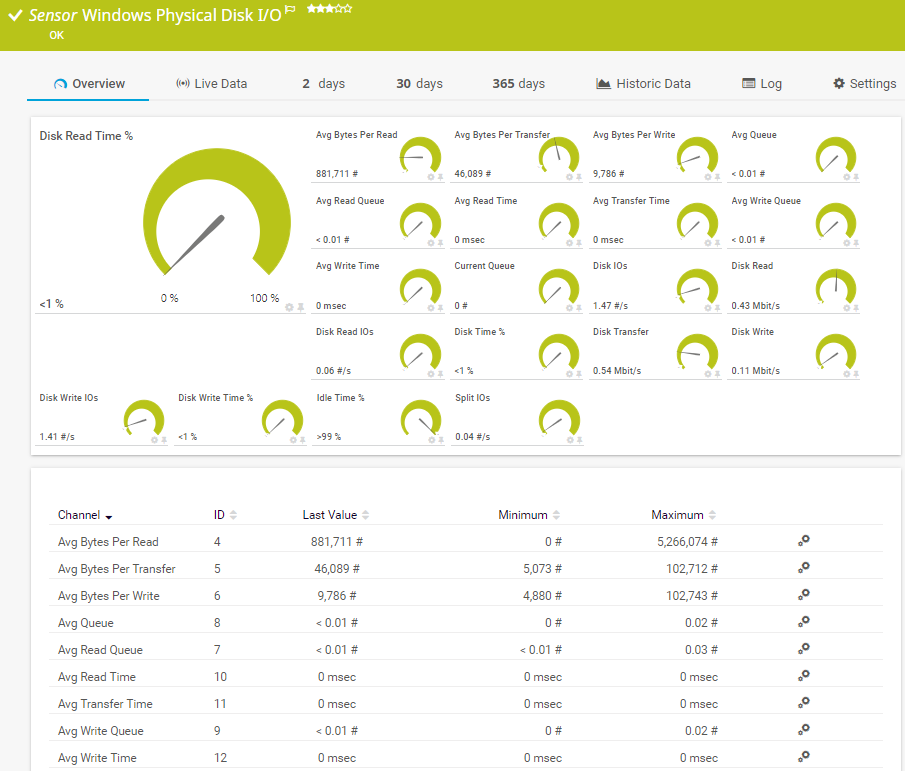 Sensor Windows Physical Disk I/O
OK
Overview Live Data 2 days 30 days 365 days Historic Data Log Settings
Disk Read Time %
<1 %
0 % 100 %
Avg Bytes Per Read Avg Bytes Per Transfer Avg Bytes Per Write Avg Queue
881,711 # 46,089 # 9,786 # < 0.01 #
Avg Read Queue Avg Read Time Avg Transfer Time Avg Write Queue
< 0.01 # 0 msec 0 msec < 0.01 #
Avg Write Time Current Queue Disk IOs Disk Read
0 msec 0 # 1.47 #/s 0.43 Mbit/s
Disk Read IOs Disk Time % Disk Transfer Disk Write
0.06 #/s <1 % 0.54 Mbit/s 0.11 Mbit/s
Disk Write IOs Disk Write Time % Idle Time % Split IOs
1.41 #/s <1 % >99 % 0.04 #/s
Channel ID Last Value Minimum Maximum
Avg Bytes Per Read 4 881,711 # 0 # 5,266,074 #
Avg Bytes Per Transfer 5 46,089 # 5,073 # 102,712 #
Avg Bytes Per Write 6 9,786 # 4,880 # 102,743 #
Avg Queue 8 < 0.01 # 0 # 0.02 #
Avg Read Queue 7 < 0.01 # < 0.01 # 0.03 #
Avg Read Time 10 0 msec 0 msec 0 msec
Avg Transfer Time 11 0 msec 0 msec 0 msec
Avg Write Queue 9 < 0.01 # 0 # 0.02 #
Avg Write Time 12 0 msec 0 msec 0 msec